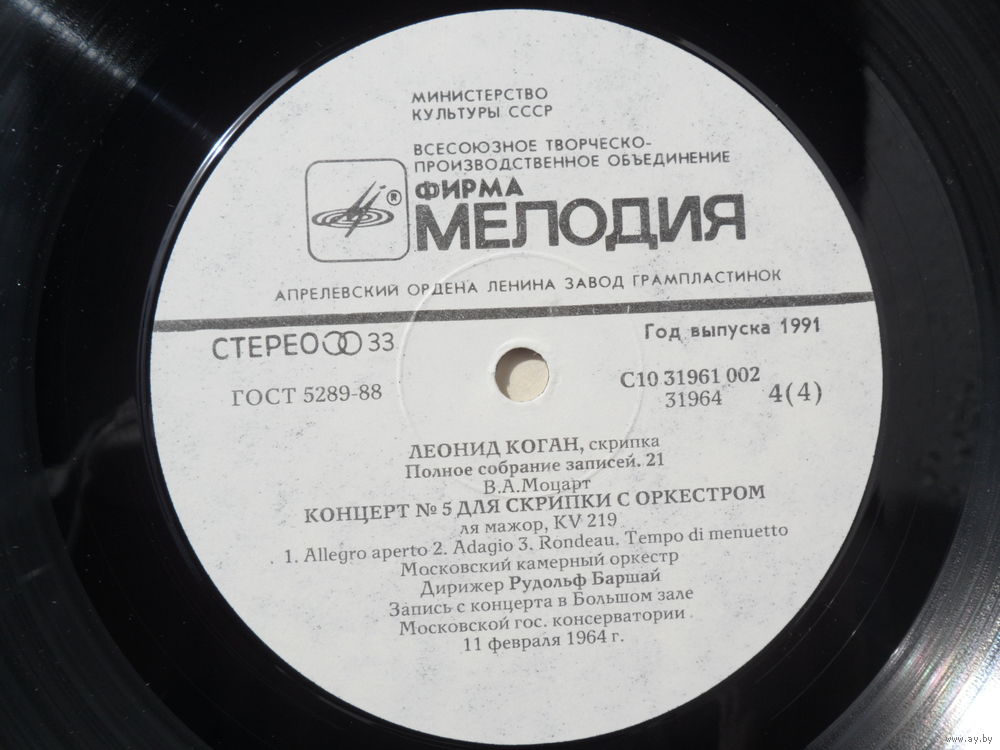 МИНИСТЕРСТВО
КУЛЬТУРЫ СССР
ВСЕСОЮЗНОЕ ТВОРЧЕСКО-
ПРОИЗВОДСТВЕННОЕ ОБЪЕДИНЕНИЕ
®
ФИРМА
МЕЛОДИЯ
АПРЕЛЕВСКИЙ ОРДЕНА ЛЕНИНА ЗАВОД ГРАМПЛАСТИНОК
СТЕРЕО 33
Год выпуска 1991
ГОСТ 5289-88
С10 31961 002
31964 4(4)
ЛЕОНИД КОГАН, скрипка
Полное собрание записей. 21
В.А.Моцарт
КОНЦЕРТ № 5 ДЛЯ СКРИПКИ С ОРКЕСТРОМ
ля мажор, KV 219
1. Allegro aperto 2. Adagio 3. Rondeau. Tempo di menuetto
Московский камерный оркестр
Дирижер Рудольф Баршай
Запись с концерта в Большом зале
Московской гос. консерватории
11 февраля 1964 г.
www.ay.by